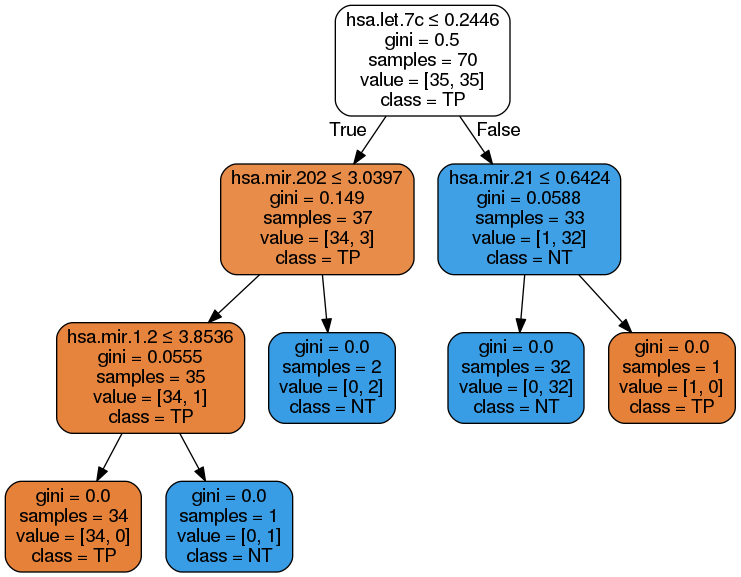 hsa.let.7c ≤ 0.2446
gini = 0.5
samples = 70
value = [35, 35]
class = TP
True
False
hsa.mir.202 ≤ 3.0397
gini = 0.149
samples = 37
value = [34, 3]
class = TP
hsa.mir.21 ≤ 0.6424
gini = 0.0588
samples = 33
value = [1, 32]
class = NT
hsa.mir.1.2 ≤ 3.8536
gini = 0.0555
samples = 35
value = [34, 1]
class = TP
gini = 0.0
samples = 2
value = [0, 2]
class = NT
gini = 0.0
samples = 32
value = [0, 32]
class = NT
gini = 0.0
samples = 1
value = [1, 0]
class = TP
gini = 0.0
samples = 34
value = [34, 0]
class = TP
gini = 0.0
samples = 1
value = [0, 1]
class = NT